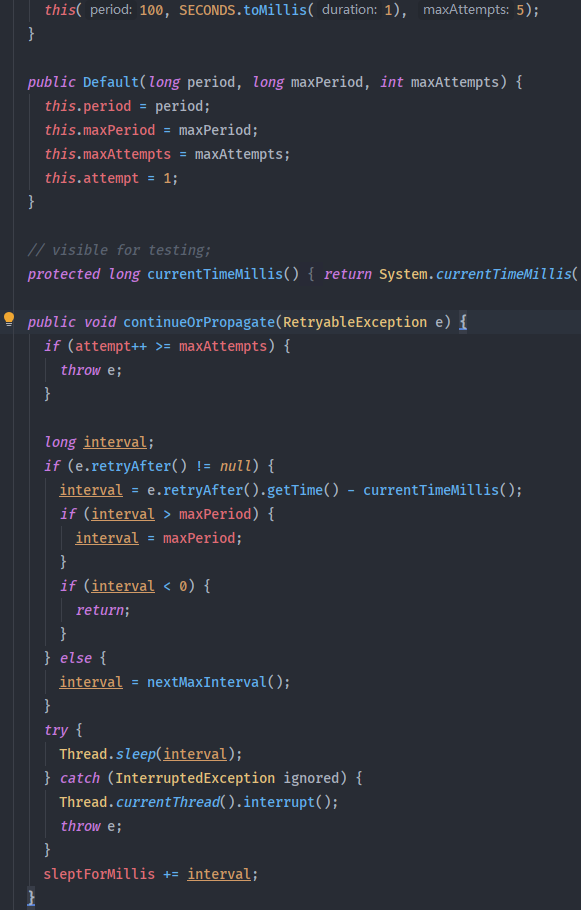 this( period: 100, SECONDS.toMillis( duration: 1), maxAttempts: 5);
}
public Default(long period, long maxPeriod, int maxAttempts) {
this.period = period;
this.maxPeriod = maxPeriod;
this.maxAttempts = maxAttempts;
this.attempt = 1;
}
// visible for testing;
protected long currentTimeMillis() { return System.currentTimeMillis(
public void continueOrPropagate(RetryableException e) {
if (attempt++ >= maxAttempts) {
throw e;
}
long interval;
if (e.retryAfter() != null) {
interval = e.retryAfter().getTime() - currentTimeMillis();
if (interval > maxPeriod) {
interval = maxPeriod;
}
if (interval < 0) {
return;
}
} else {
interval = nextMaxInterval();
}
try {
Thread.sleep(interval);
} catch (InterruptedException ignored) {
Thread.currentThread().interrupt();
throw e;
}
sleptForMillis += interval;
}